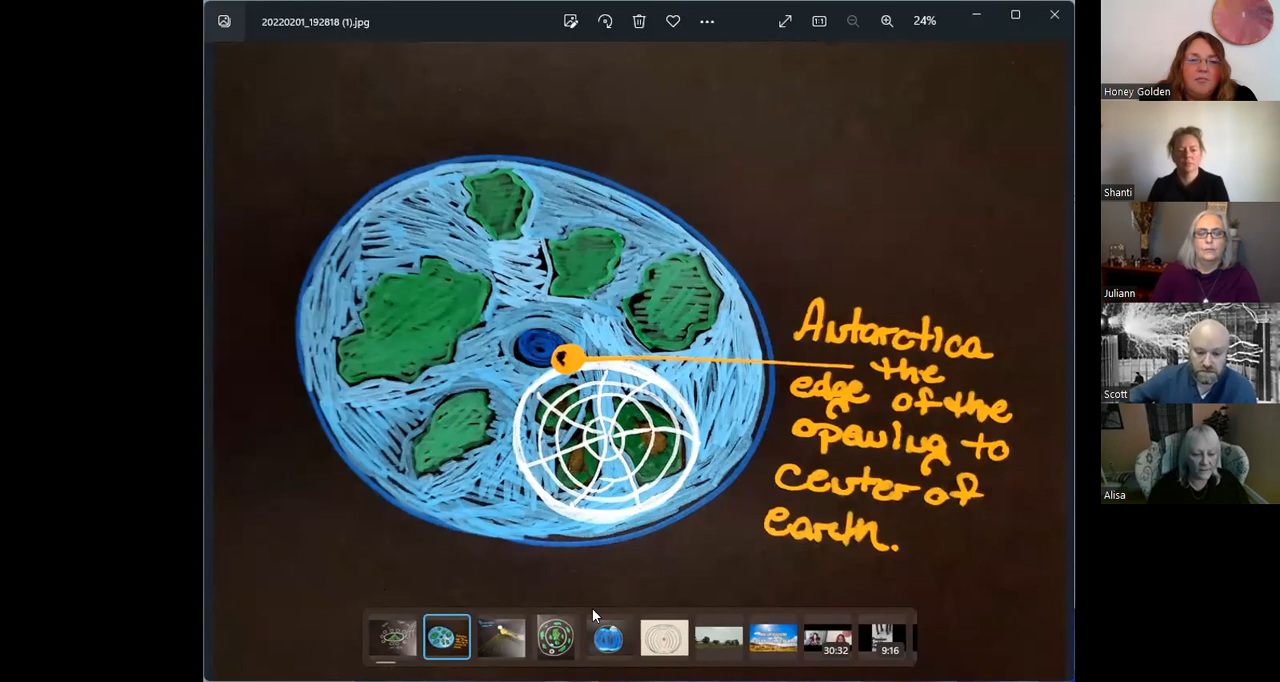 20220201_192818 (1).jpg
24%
Honey Golden
Shanti
Juliann
Scott
Alisa
Antarctica
the
edge of the
opening to
center of
earth.
30:32
9:16